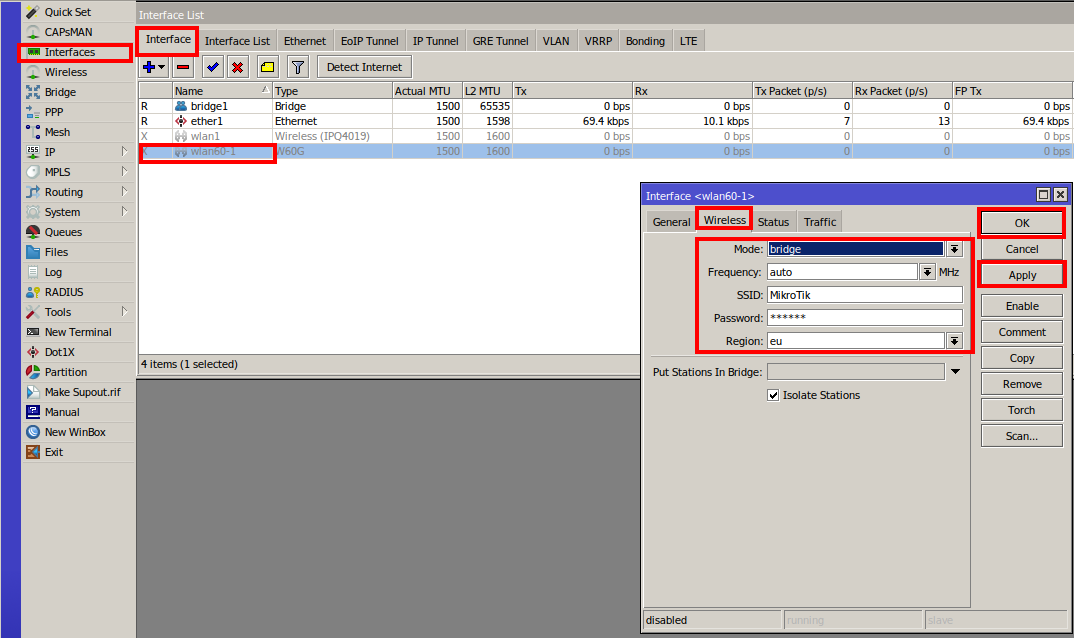 Quick Set
CAPsMAN
Interfaces
Wireless
Bridge
PPP
Mesh
IP
MPLS
Routing
System
Queues
Files
Log
RADIUS
Tools
New Terminal
Dot1X
Partition
Make Supout.rif
Manual
New WinBox
Exit
Interface List
Interface Interface List Ethernet EoIP Tunnel IP Tunnel GRE Tunnel VLAN VRRP Bonding LTE
Detect Internet
Name Type Actual MTU L2 MTU Tx Rx Tx Packet (p/s) Rx Packet (p/s) FP Tx
R bridge1 Bridge 1500 65535 0 bps 0 bps 0 0 0 bps
R ether1 Ethernet 1500 1598 69.4 kbps 10.1 kbps 7 13 69.4 kbps
X wlan1 Wireless (IPQ4019) 1500 1600 0 bps 0 bps 0 0 0 bps
X wlan60-1 W60G 1500 1600 0 bps 0 bps 0 0 0 bps
4 items (1 selected)
Interface <wlan60-1>
General Wireless Status Traffic
Mode: bridge
Frequency: auto MHz
SSID: MikroTik
Password: ******
Region: eu
Put Stations In Bridge:
Isolate Stations
OK
Cancel
Apply
Enable
Comment
Copy
Remove
Torch
Scan...
disabled running slave